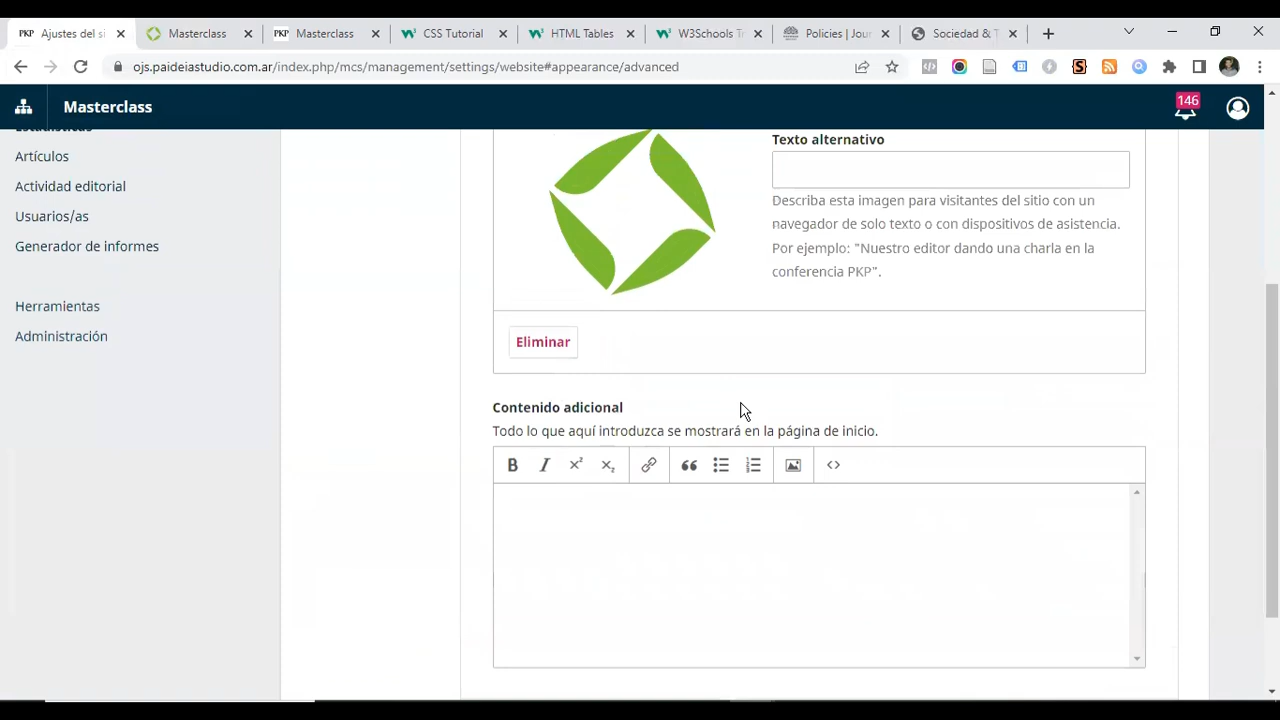 PKP Ajustes del si
Masterclass
PKP Masterclass
CSS Tutorial
HTML Tables
W3Schools Tr
Policies | Jour
Sociedad & T
ojs.paideiastudio.com.ar/index.php/mcs/management/settings/website#appearance/advanced
Masterclass
146
Estadísticas
Artículos
Actividad editorial
Usuarios/as
Generador de informes
Herramientas
Administración
Texto alternativo
Describa esta imagen para visitantes del sitio con un
navegador de solo texto o con dispositivos de asistencia.
Por ejemplo: "Nuestro editor dando una charla en la
conferencia PKP".
Eliminar
Contenido adicional
Todo lo que aquí introduzca se mostrará en la página de inicio.